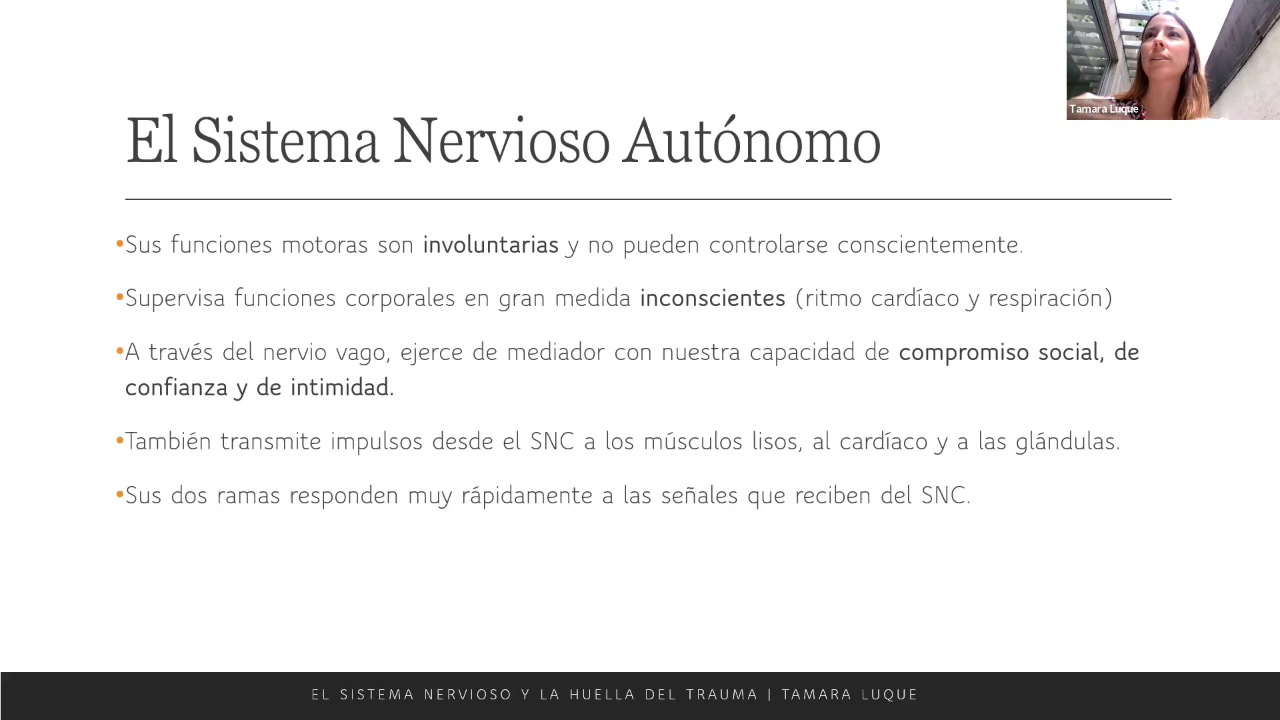 Tamara Luque
El Sistema Nervioso Autónomo
•Sus funciones motoras son involuntarias y no pueden controlarse conscientemente.
•Supervisa funciones corporales en gran medida inconscientes (ritmo cardíaco y respiración)
•A través del nervio vago, ejerce de mediador con nuestra capacidad de compromiso social, de
confianza y de intimidad.
•También transmite impulsos desde el SNC a los músculos lisos, al cardíaco y a las glándulas.
•Sus dos ramas responden muy rápidamente a las señales que reciben del SNC.
EL SISTEMA NERVIOSO Y LA HUELLA DEL TRAUMA | TAMARA LUQUE